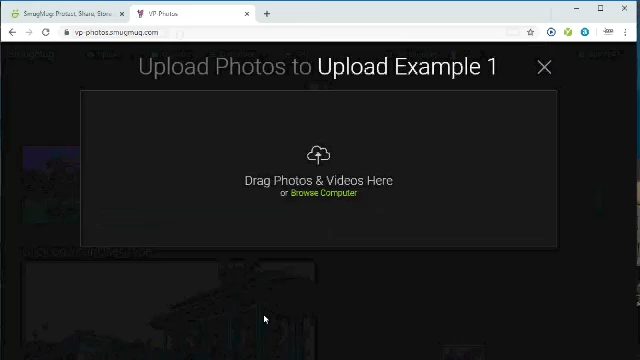 SmugMug: Protect, Share, Store
VP-Photos
vp-photos.smugmug.com
Upload Photos to Upload Example 1
Drag Photos & Videos Here
or Browse Computer